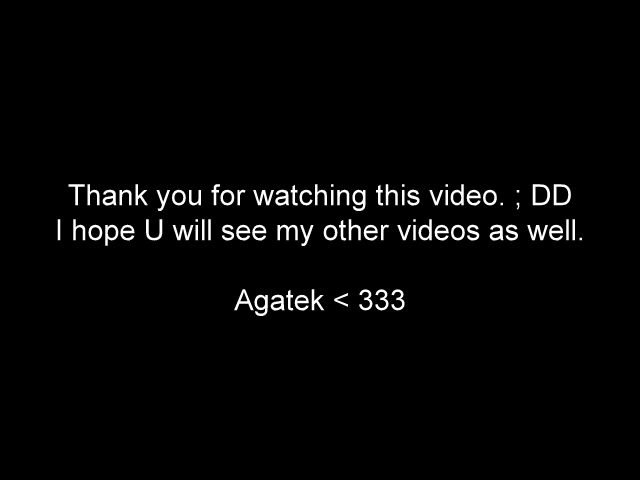 Thank you for watching this video. ; DD
I hope U will see my other videos as well.
Agatek < 333